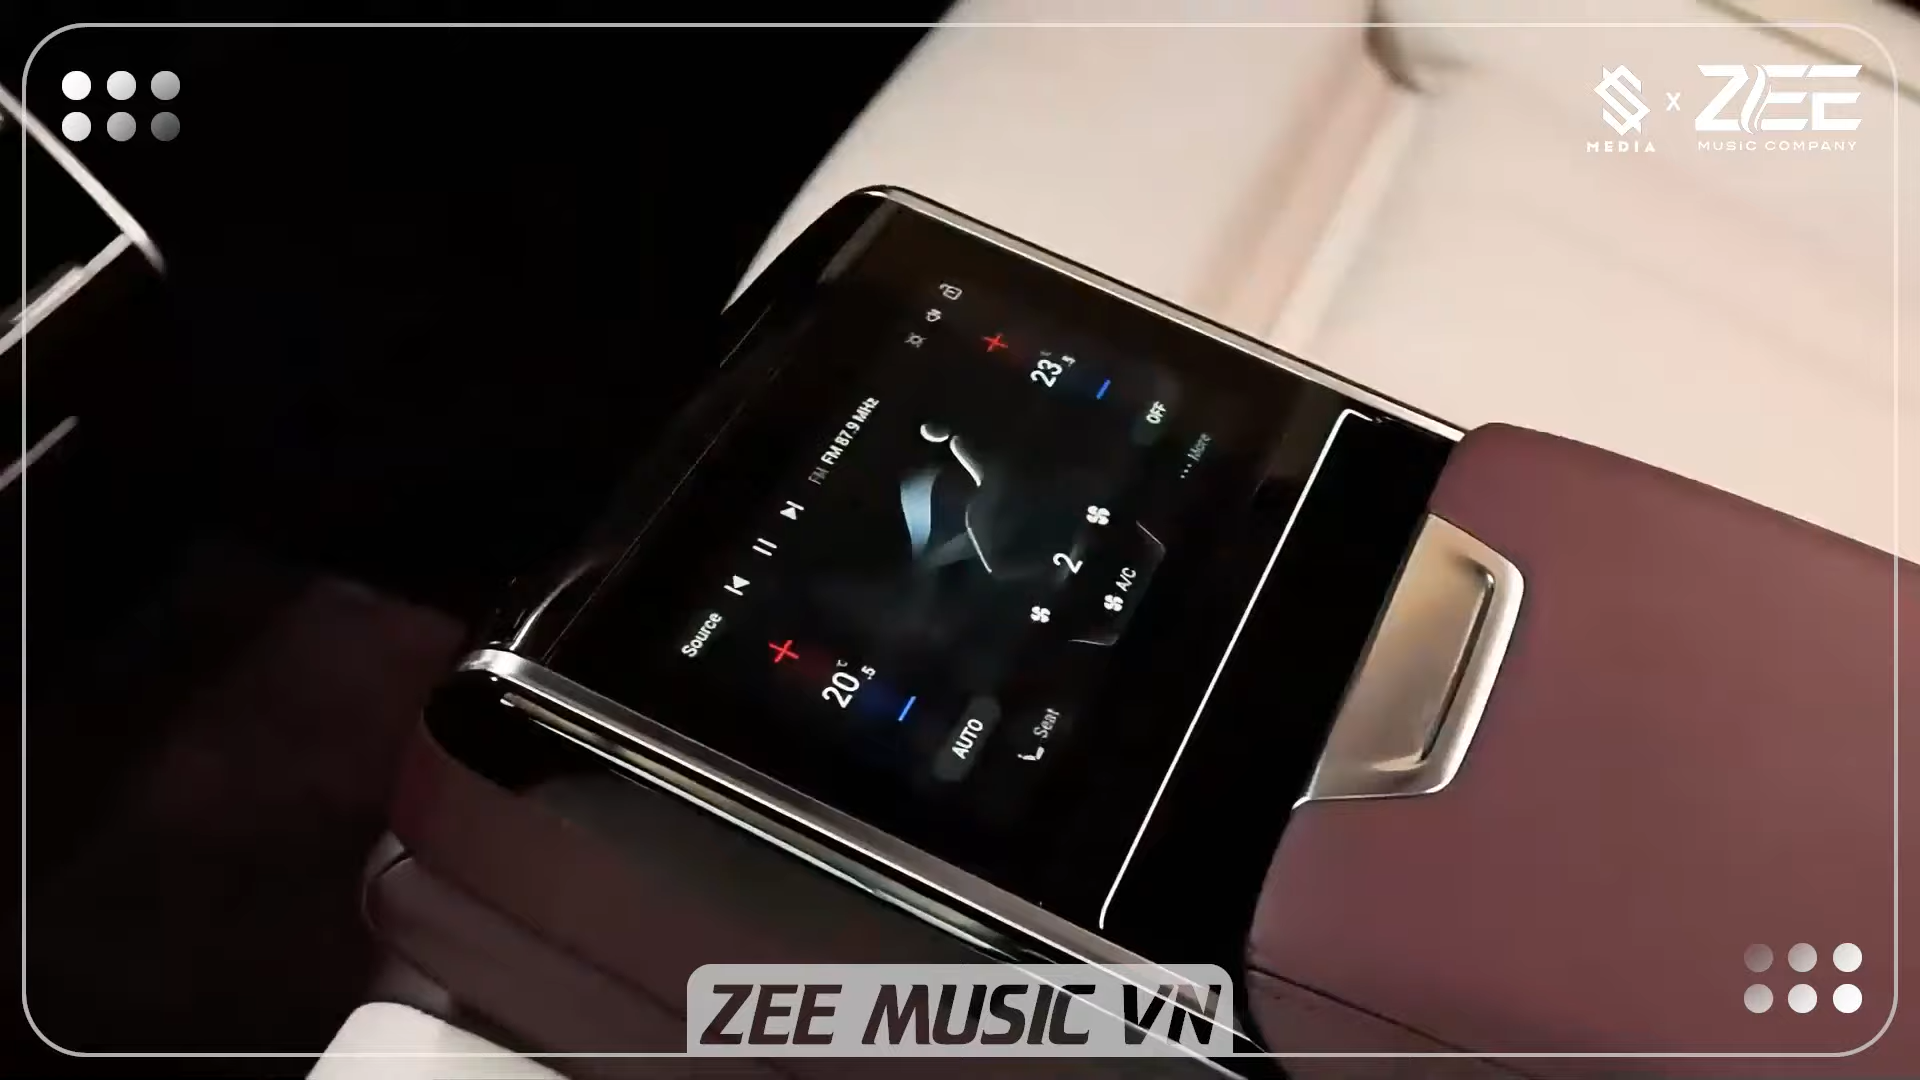 MEDIA
X
ZEE
MUSIC COMPANY
FM FM 87.9 MHz
Source
23.5 °C
OFF
... More
2
A/C
20.5 °C
AUTO
Seat
ZEE MUSIC VN